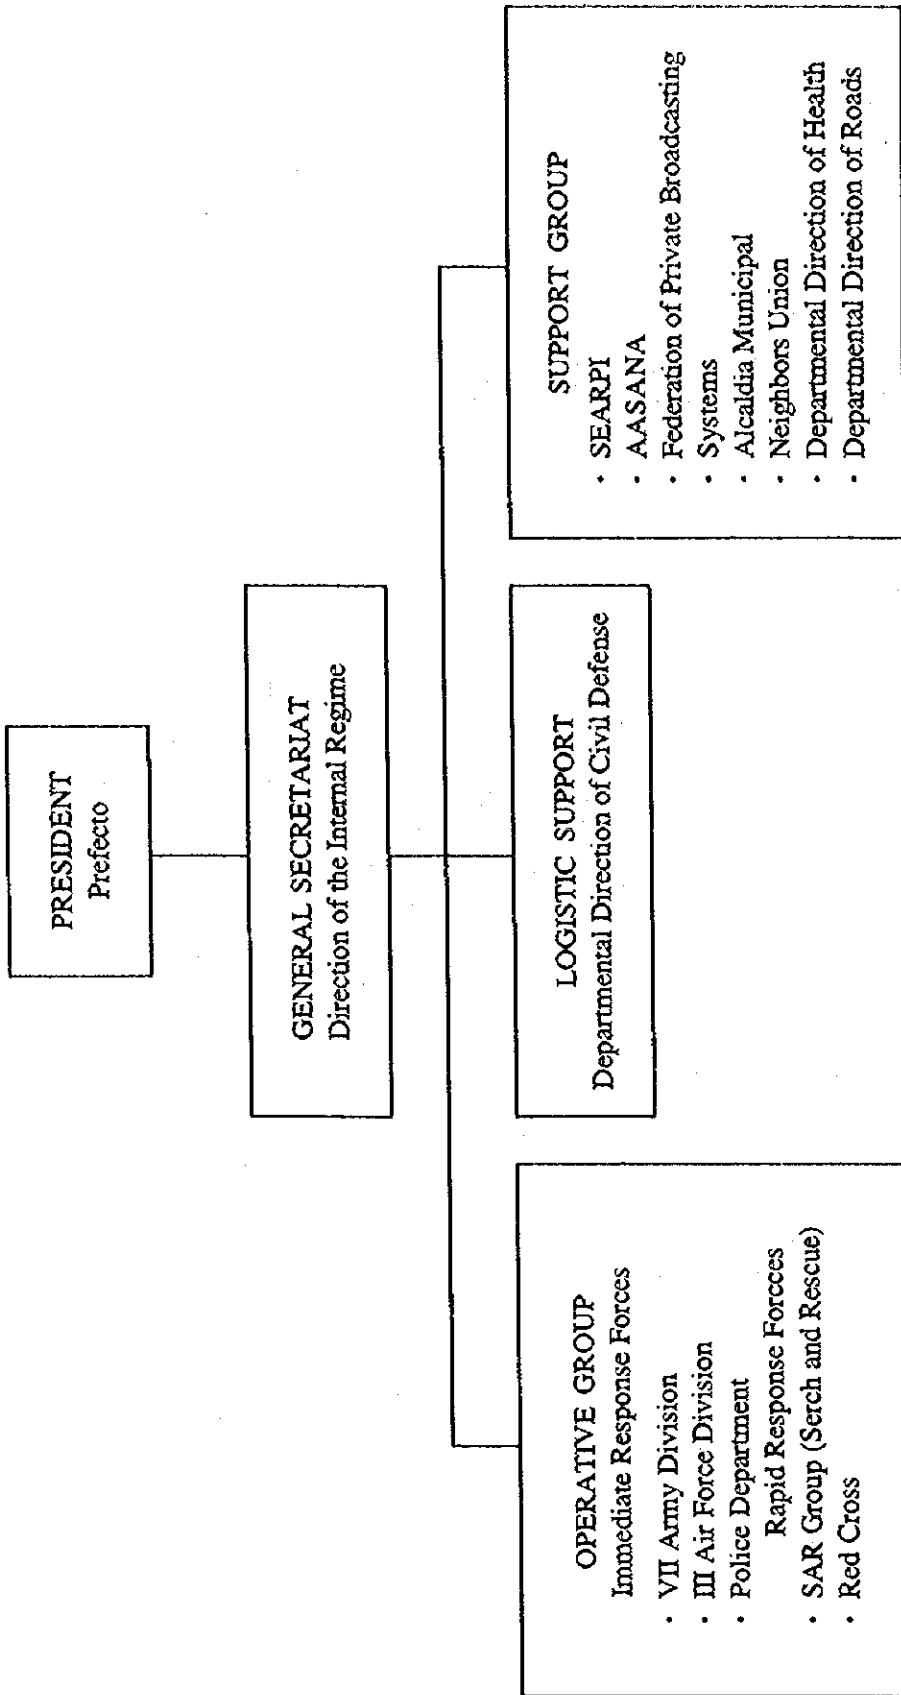 PRESIDENT
Prefecto
GENERAL SECRETARIAT
Direction of the Internal Regime
OPERATIVE GROUP
Immediate Response Forces
· VII Army Division
· III Air Force Division
· Police Department
Rapid Response Forces
· SAR Group (Serch and Rescue)
· Red Cross
LOGISTIC SUPPORT
Departmental Direction of Civil Defense
SUPPORT GROUP
· SEARPI
· AASANA
· Federation of Private Broadcasting
· Systems
· Alcaldia Municipal
· Neighbors Union
· Departmental Direction of Health
· Departmental Direction of Roads